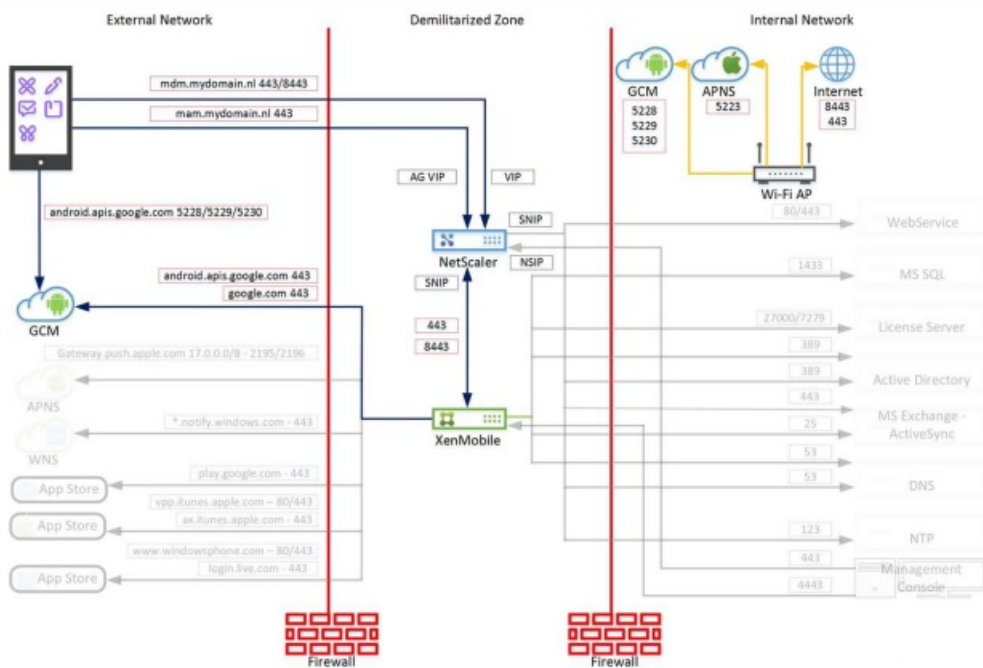 External Network
Demilitarized Zone
Internal Network
mdm.mydomain.nl 443/8443
mam.mydomain.nl 443
GCM
5228
5229
5230
APNS
5223
Internet
8443
443
Wi-Fi AP
AG VIP
VIP
android.apis.google.com 5228/5229/5230
SNIP
80/443
WebService
NetScaler
android.apis.google.com 443
google.com 443
SNIP
NSIP
1433
MS SQL
GCM
443
8443
27000/7279
License Server
Gateway.push.apple.com 17.0.0.0/8 - 2195/2196
389
APNS
389
Active Directory
*.notify.windows.com - 443
443
MS Exchange -
ActiveSync
25
WNS
XenMobile
53
play.google.com - 443
App Store
53
DNS
vpp.itunes.apple.com – 80/443
App Store
ax.itunes.apple.com - 443
123
NTP
www.windowsphone.com – 80/443
443
Management
Console
login.live.com - 443
App Store
4443
Firewall
Firewall